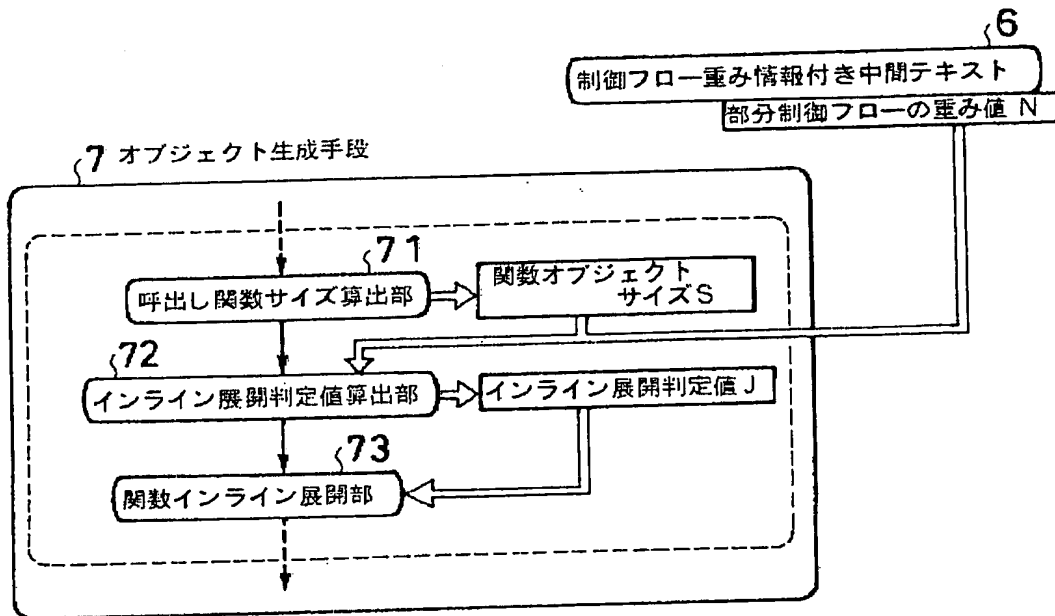 6
制御フロー重み情報付き中間テキスト
部分制御フローの重み値 N
7 オブジェクト生成手段
71
呼出し関数サイズ算出部
関数オブジェクト
サイズS
72
インライン展開判定値算出部
インライン展開判定値 J
73
関数インライン展開部